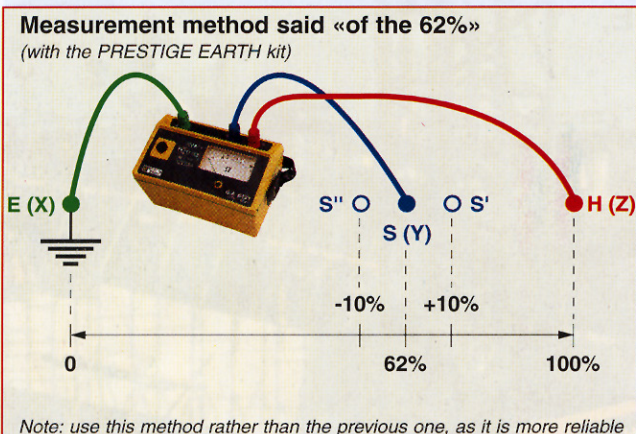 Measurement method said «of the 62%»
(with the PRESTIGE EARTH kit)
E (X)
S" S'
S (Y)
H (Z)
-10% +10%
0 62% 100%
Note: use this method rather than the previous one, as it is more reliable